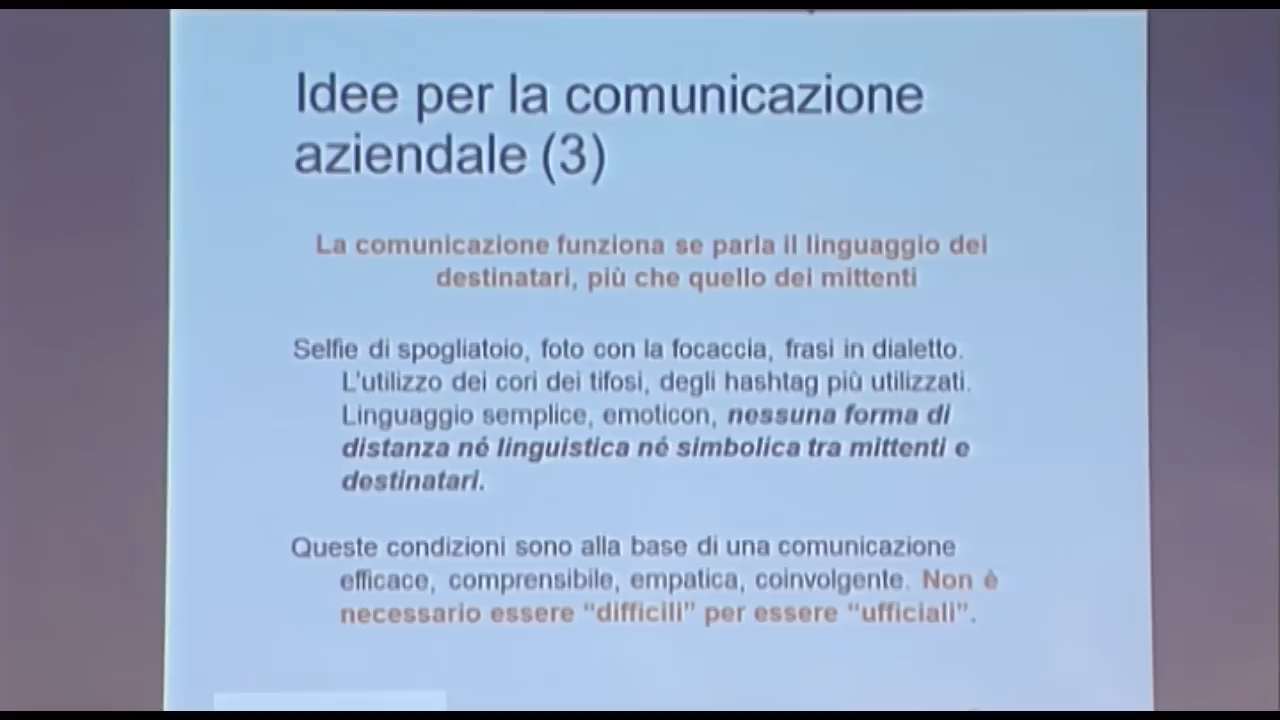 Idee per la comunicazione
aziendale (3)
La comunicazione funziona se parla il linguaggio dei
destinatari, più che quello dei mittenti
Selfie di spogliatoio, foto con la focaccia, frasi in dialetto.
L'utilizzo dei cori dei tifosi, degli hashtag più utilizzati.
Linguaggio semplice, emoticon, nessuna forma di
distanza né linguistica né simbolica tra mittenti e
destinatari.
Queste condizioni sono alla base di una comunicazione
efficace, comprensibile, empatica, coinvolgente. Non è
necessario essere “difficili” per essere “ufficiali”.